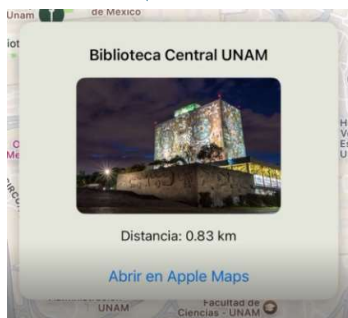 Unam
de México
iot
Biblioteca Central UNAM
Distancia: 0.83 km
Abrir en Apple Maps
UNAM
Facultad de
Ciencias - UNAM